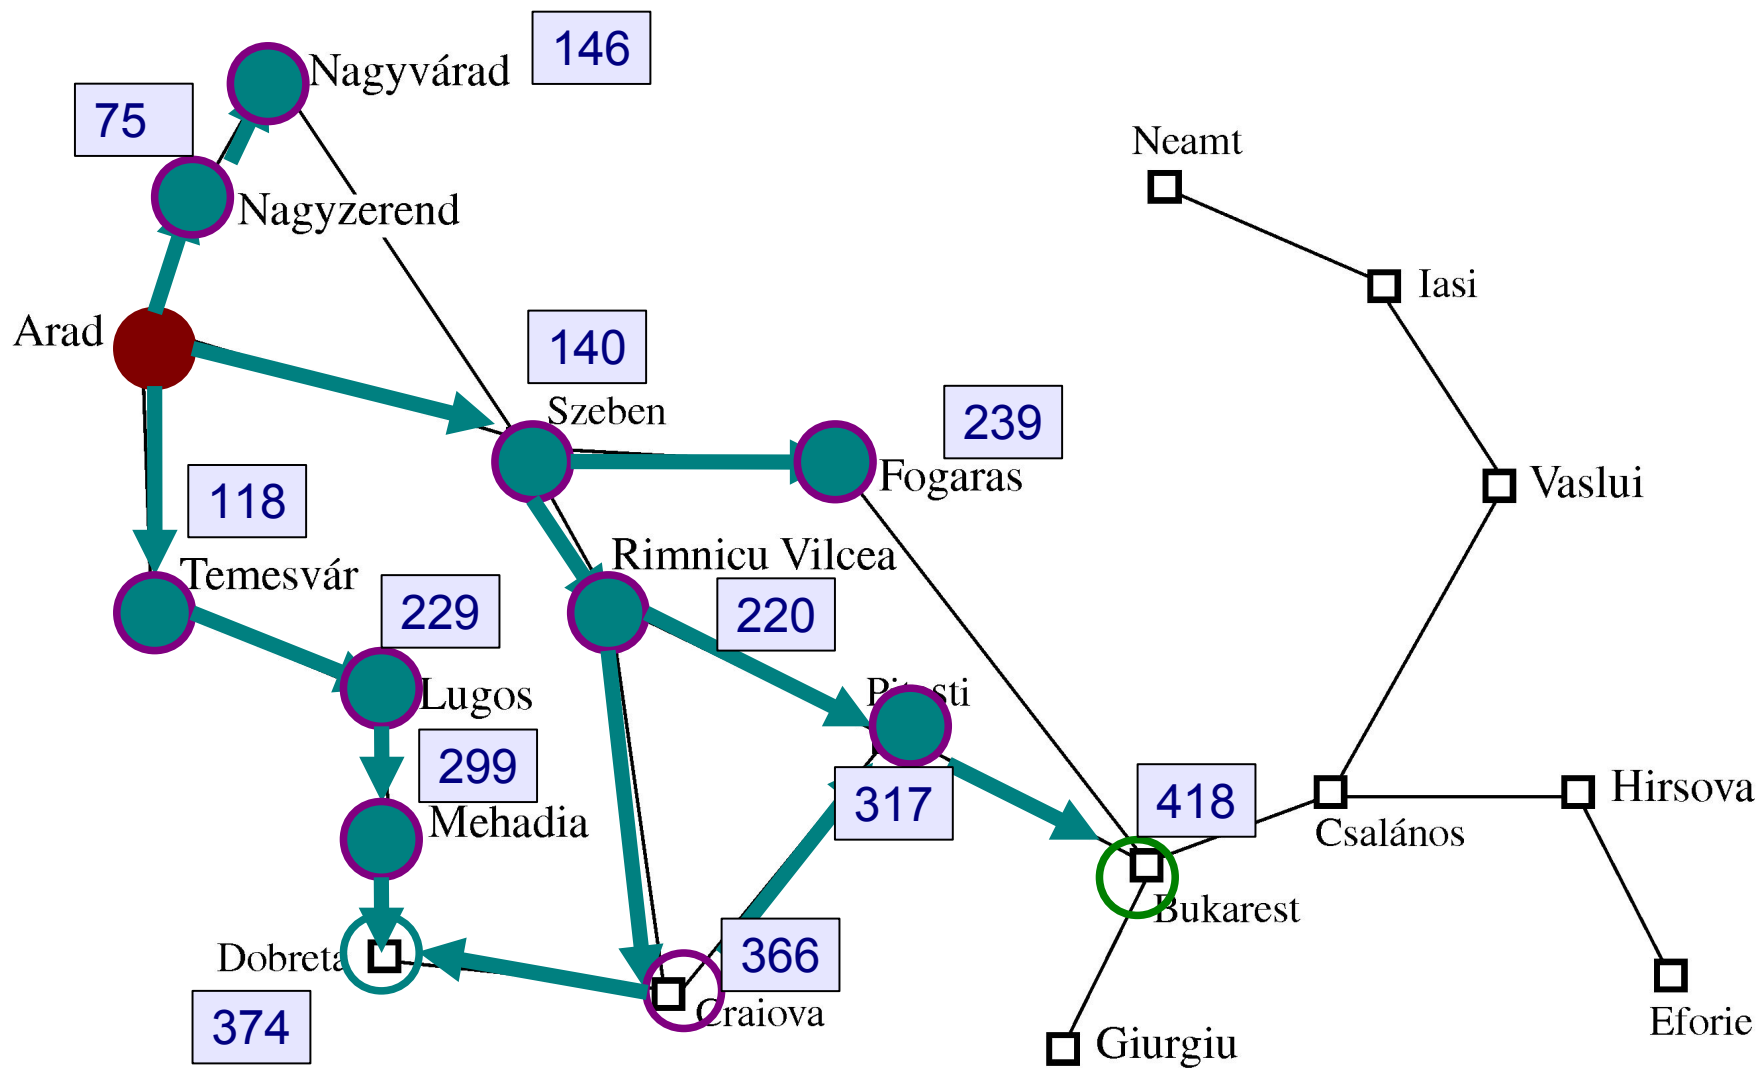 146
Nagyvárad
75
Neamt
Nagyzerend
Iasi
Arad
140
Szeben
239
Fogaras
Vaslui
118
Rimnicu Vilcea
Temesvár
229
220
Lugos
299
317
418
Hirsova
Mehadia
Csalános
Bukarest
366
Dobreta
Craiova
374
Eforie
Giurgiu